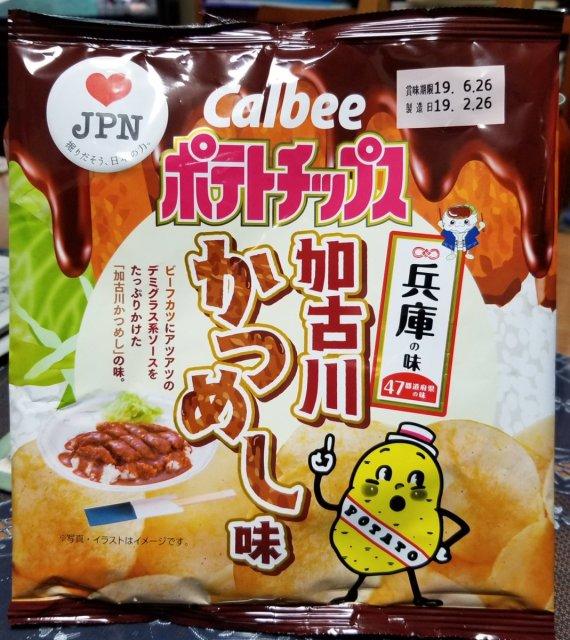 JPN
掘りだそう、日本の力。
Calbee
賞味期限19. 6.26
製造日19. 2.26
ポテトチップス
兵庫の味
47都道府県の味
加古川
かつめし味
ビーフカツにアツアツの
デミグラス系ソースを
たっぷりかけた
「加古川かつめし」の味。
POTATO
※写真・イラストはイメージです。